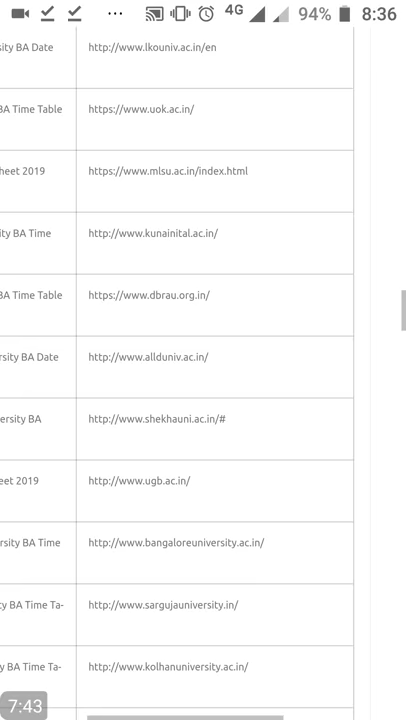 4G 94% 8:36
sity BA Date http://www.lkouniv.ac.in/en
BA Time Table https://www.uok.ac.in/
heet 2019 https://www.mlsu.ac.in/index.html
ity BA Time http://www.kunainital.ac.in/
BA Time Table https://www.dbrau.org.in/
rsity BA Date http://www.allduniv.ac.in/
ersity BA http://www.shekhauni.ac.in/#
eet 2019 http://www.ugb.ac.in/
rsity BA Time http://www.bangaloreuniversity.ac.in/
ty BA Time Ta- http://www.sargujauniversity.in/
y BA Time Ta- http://www.kolhanuniversity.ac.in/
7:43